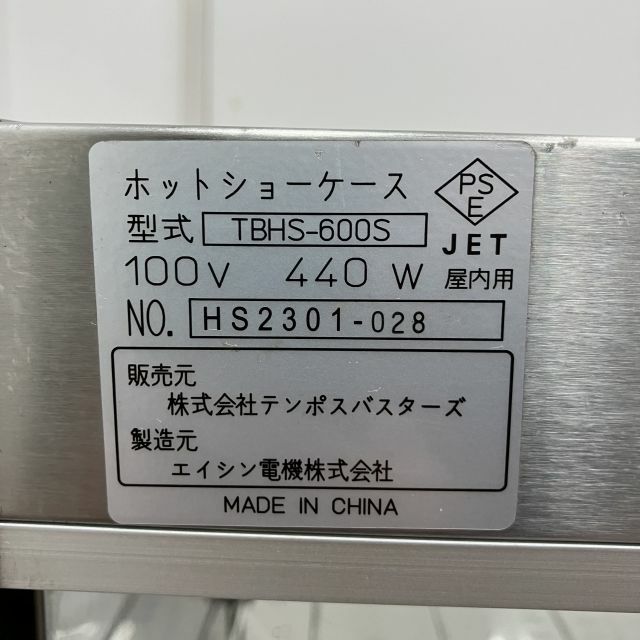 ホットショーケース
PS
E
型式 TBHS-600S
JET
100V 440W 屋内用
NO. HS2301-028
販売元
株式会社テンポスバスターズ
製造元
エイシン電機株式会社
MADE IN CHINA